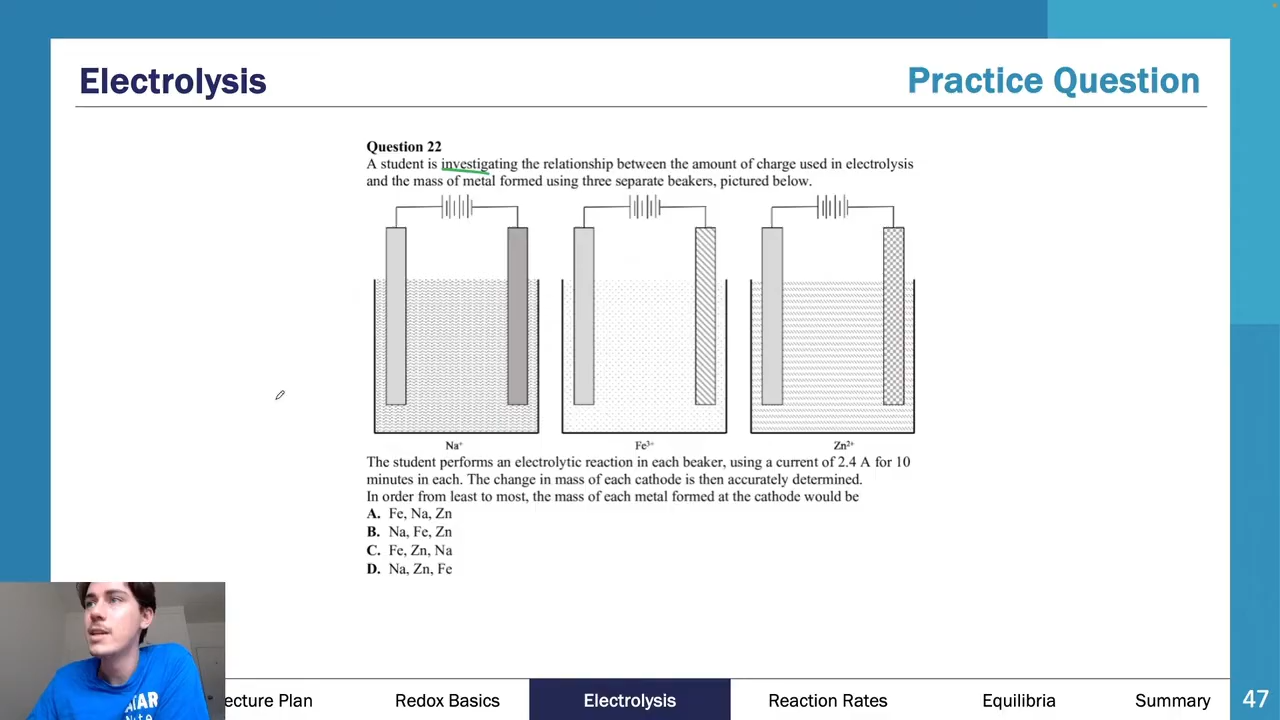 Electrolysis
Practice Question
Question 22
A student is investigating the relationship between the amount of charge used in electrolysis
and the mass of metal formed using three separate beakers, pictured below.
Na⁺
Fe³⁺
Zn²⁺
The student performs an electrolytic reaction in each beaker, using a current of 2.4 A for 10
minutes in each. The change in mass of each cathode is then accurately determined.
In order from least to most, the mass of each metal formed at the cathode would be
A. Fe, Na, Zn
B. Na, Fe, Zn
C. Fe, Zn, Na
D. Na, Zn, Fe
ecture Plan
Redox Basics
Electrolysis
Reaction Rates
Equilibria
Summary
47